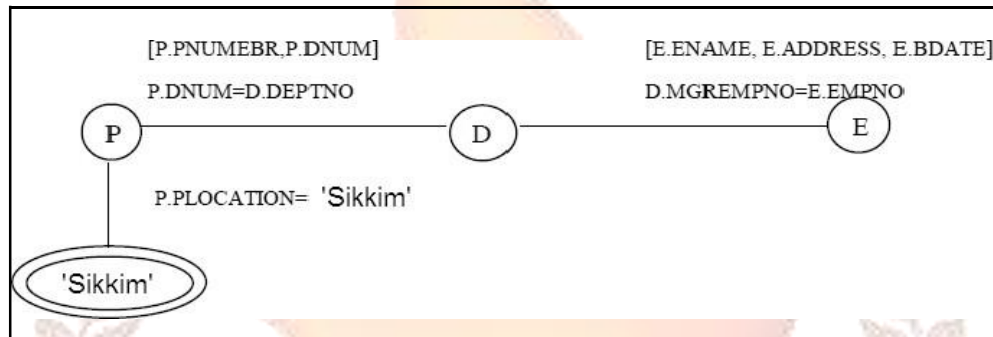 [P.PNUMEBR,P.DNUM]
[E.ENAME, E.ADDRESS, E.BDATE]
P.DNUM=D.DEPTNO
D.MGREMPNO=E.EMPNO
P
D
E
P.PLOCATION= 'Sikkim'
'Sikkim'